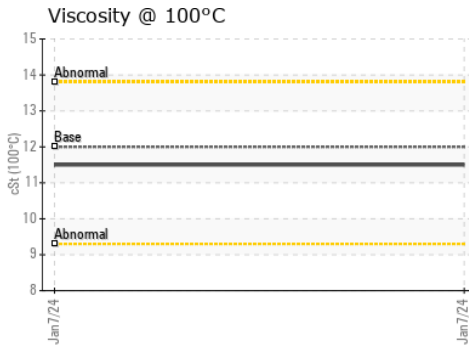 Viscosity @ 100°C
15
14
Abnormal
13
12
Base
11
10
Abnormal
9
8
cSt (100°C)
Jan7/24
Jan7/24